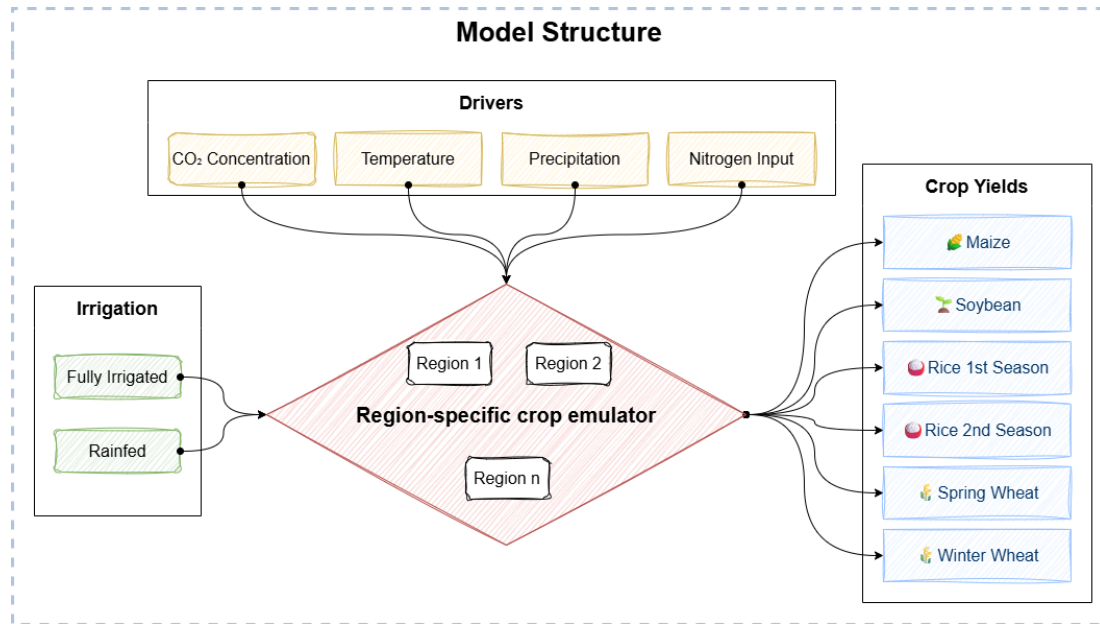 Model Structure
Drivers
CO₂ Concentration
Temperature
Precipitation
Nitrogen Input
Irrigation
Fully Irrigated
Rainfed
Region 1
Region 2
Region-specific crop emulator
Region n
Crop Yields
🌽 Maize
🌱 Soybean
🍚 Rice 1st Season
🍚 Rice 2nd Season
🌾 Spring Wheat
🌾 Winter Wheat